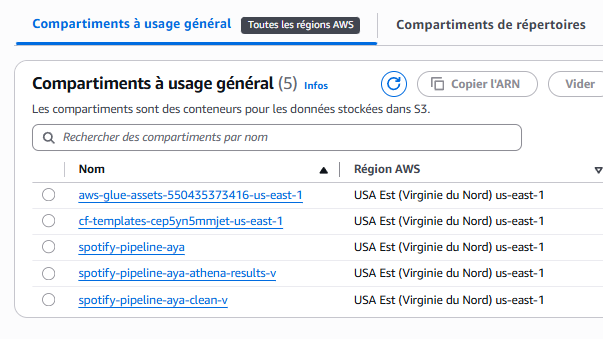 Compartiments à usage général Toutes les régions AWS Compartiments de répertoires
Compartiments à usage général (5) Infos Copier l'ARN Vider
Les compartiments sont des conteneurs pour les données stockées dans S3.
Rechercher des compartiments par nom
Nom Région AWS
aws-glue-assets-550435373416-us-east-1 USA Est (Virginie du Nord) us-east-1
cf-templates-cep5yn5mmjet-us-east-1 USA Est (Virginie du Nord) us-east-1
spotify-pipeline-aya USA Est (Virginie du Nord) us-east-1
spotify-pipeline-aya-athena-results-v USA Est (Virginie du Nord) us-east-1
spotify-pipeline-aya-clean-v USA Est (Virginie du Nord) us-east-1